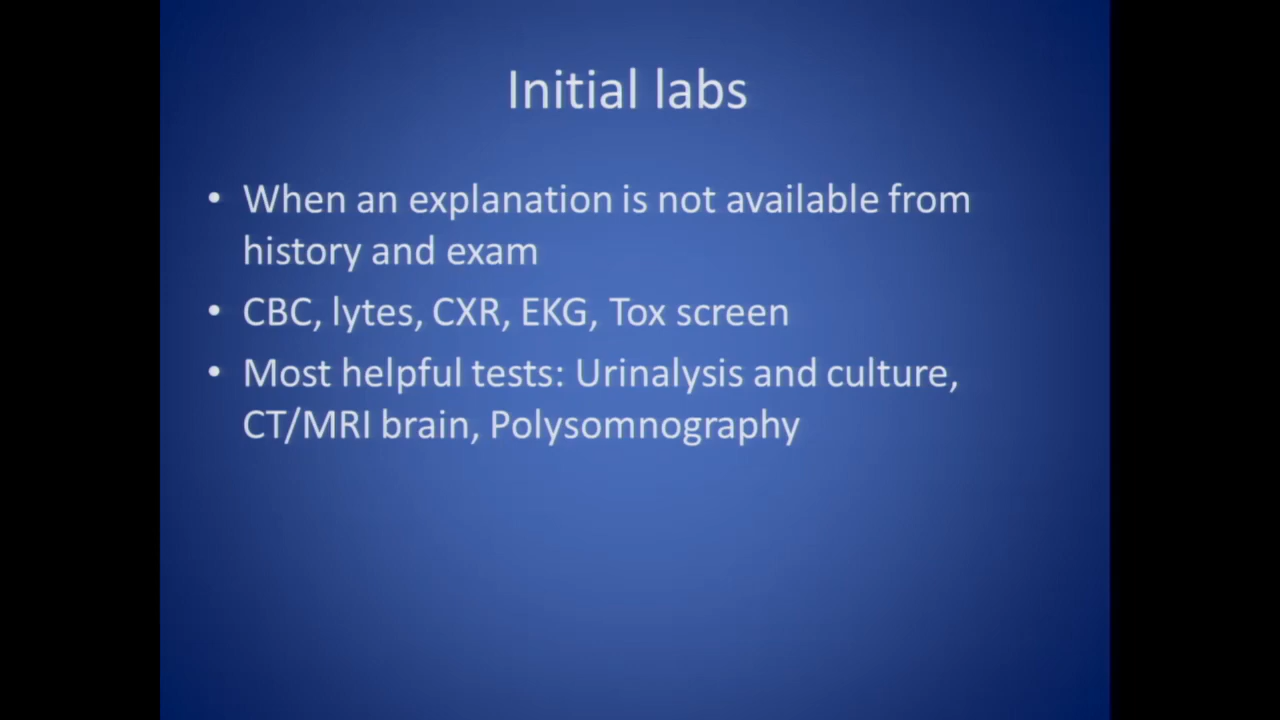 Initial labs
• When an explanation is not available from
history and exam
• CBC, lytes, CXR, EKG, Tox screen
• Most helpful tests: Urinalysis and culture,
CT/MRI brain, Polysomnography